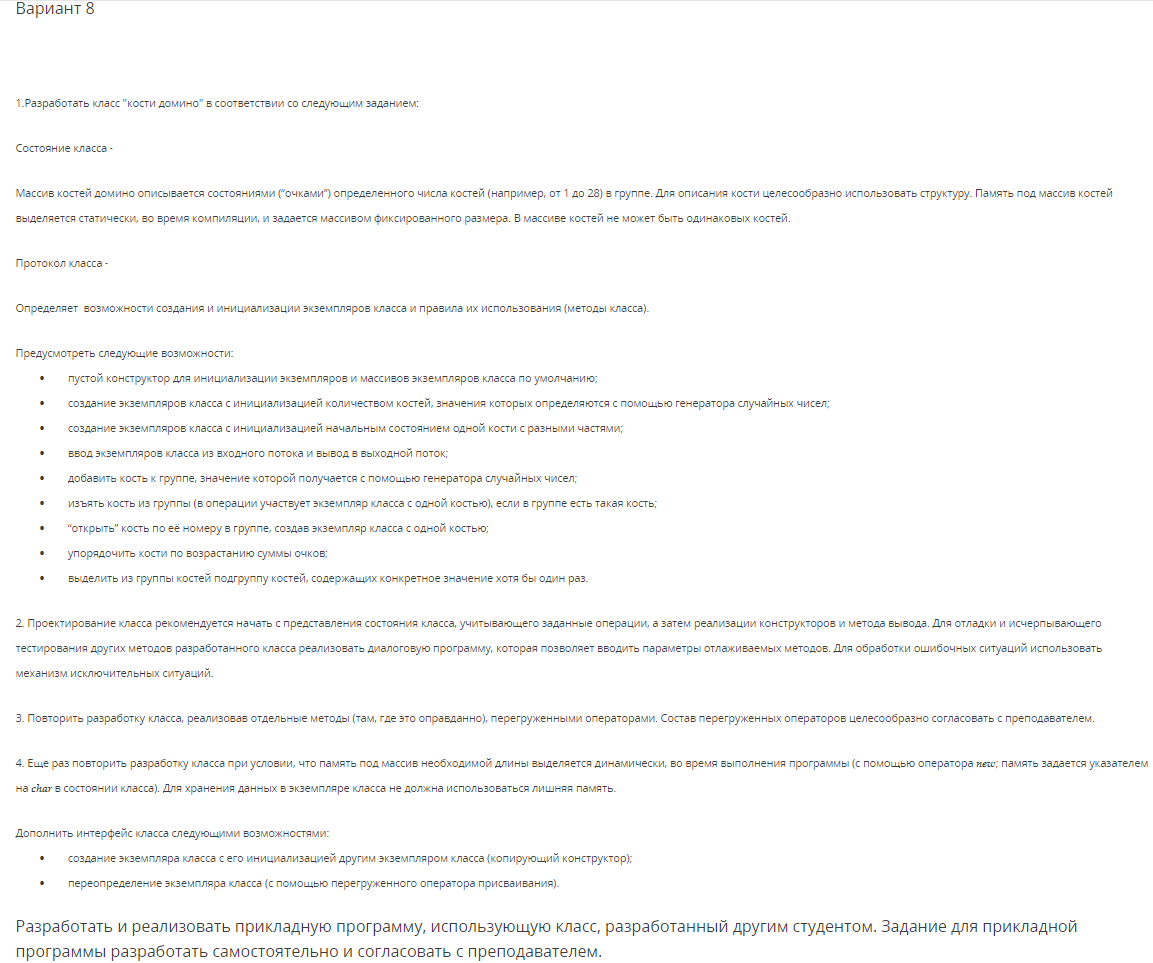 Вариант 8
1.Разработать класс "кости домино" в соответствии со следующим заданием:
Состояние класса -
Массив костей домино описывается состояниями (“очками”) определенного числа костей (например, от 1 до 28) в группе. Для описания кости целесообразно использовать структуру. Память под массив костей
выделяется статически, во время компиляции, и задается массивом фиксированного размера. В массиве костей не может быть одинаковых костей.
Протокол класса -
Определяет  возможности создания и инициализации экземпляров класса и правила их использования (методы класса).
Предусмотреть следующие возможности:
• пустой конструктор для инициализации экземпляров и массивов экземпляров класса по умолчанию;
• создание экземпляров класса с инициализацией количеством костей, значения которых определяются с помощью генератора случайных чисел;
• создание экземпляров класса с инициализацией начальным состоянием одной кости с разными частями;
• ввод экземпляров класса из входного потока и вывод в выходной поток;
• добавить кость к группе, значение которой получается с помощью генератора случайных чисел;
• изъять кость из группы (в операции участвует экземпляр класса с одной костью), если в группе есть такая кость;
• “открыть” кость по её номеру в группе, создав экземпляр класса с одной костью;
• упорядочить кости по возрастанию суммы очков;
• выделить из группы костей подгруппу костей, содержащих конкретное значение хотя бы один раз.
2. Проектирование класса рекомендуется начать с представления состояния класса, учитывающего заданные операции, а затем реализации конструкторов и метода вывода. Для отладки и исчерпывающего
тестирования других методов разработанного класса реализовать диалоговую программу, которая позволяет вводить параметры отлаживаемых методов. Для обработки ошибочных ситуаций использовать
механизм исключительных ситуаций.
3. Повторить разработку класса, реализовав отдельные методы (там, где это оправданно), перегруженными операторами. Состав перегруженных операторов целесообразно согласовать с преподавателем.
4. Еще раз повторить разработку класса при условии, что память под массив необходимой длины выделяется динамически, во время выполнения программы (с помощью оператора new; память задается указателем
на char в состоянии класса). Для хранения данных в экземпляре класса не должна использоваться лишняя память.
Дополнить интерфейс класса следующими возможностями:
• создание экземпляра класса с его инициализацией другим экземпляром класса (копирующий конструктор);
• переопределение экземпляра класса (с помощью перегруженного оператора присваивания).
Разработать и реализовать прикладную программу, использующую класс, разработанный другим студентом. Задание для прикладной
программы разработать самостоятельно и согласовать с преподавателем.